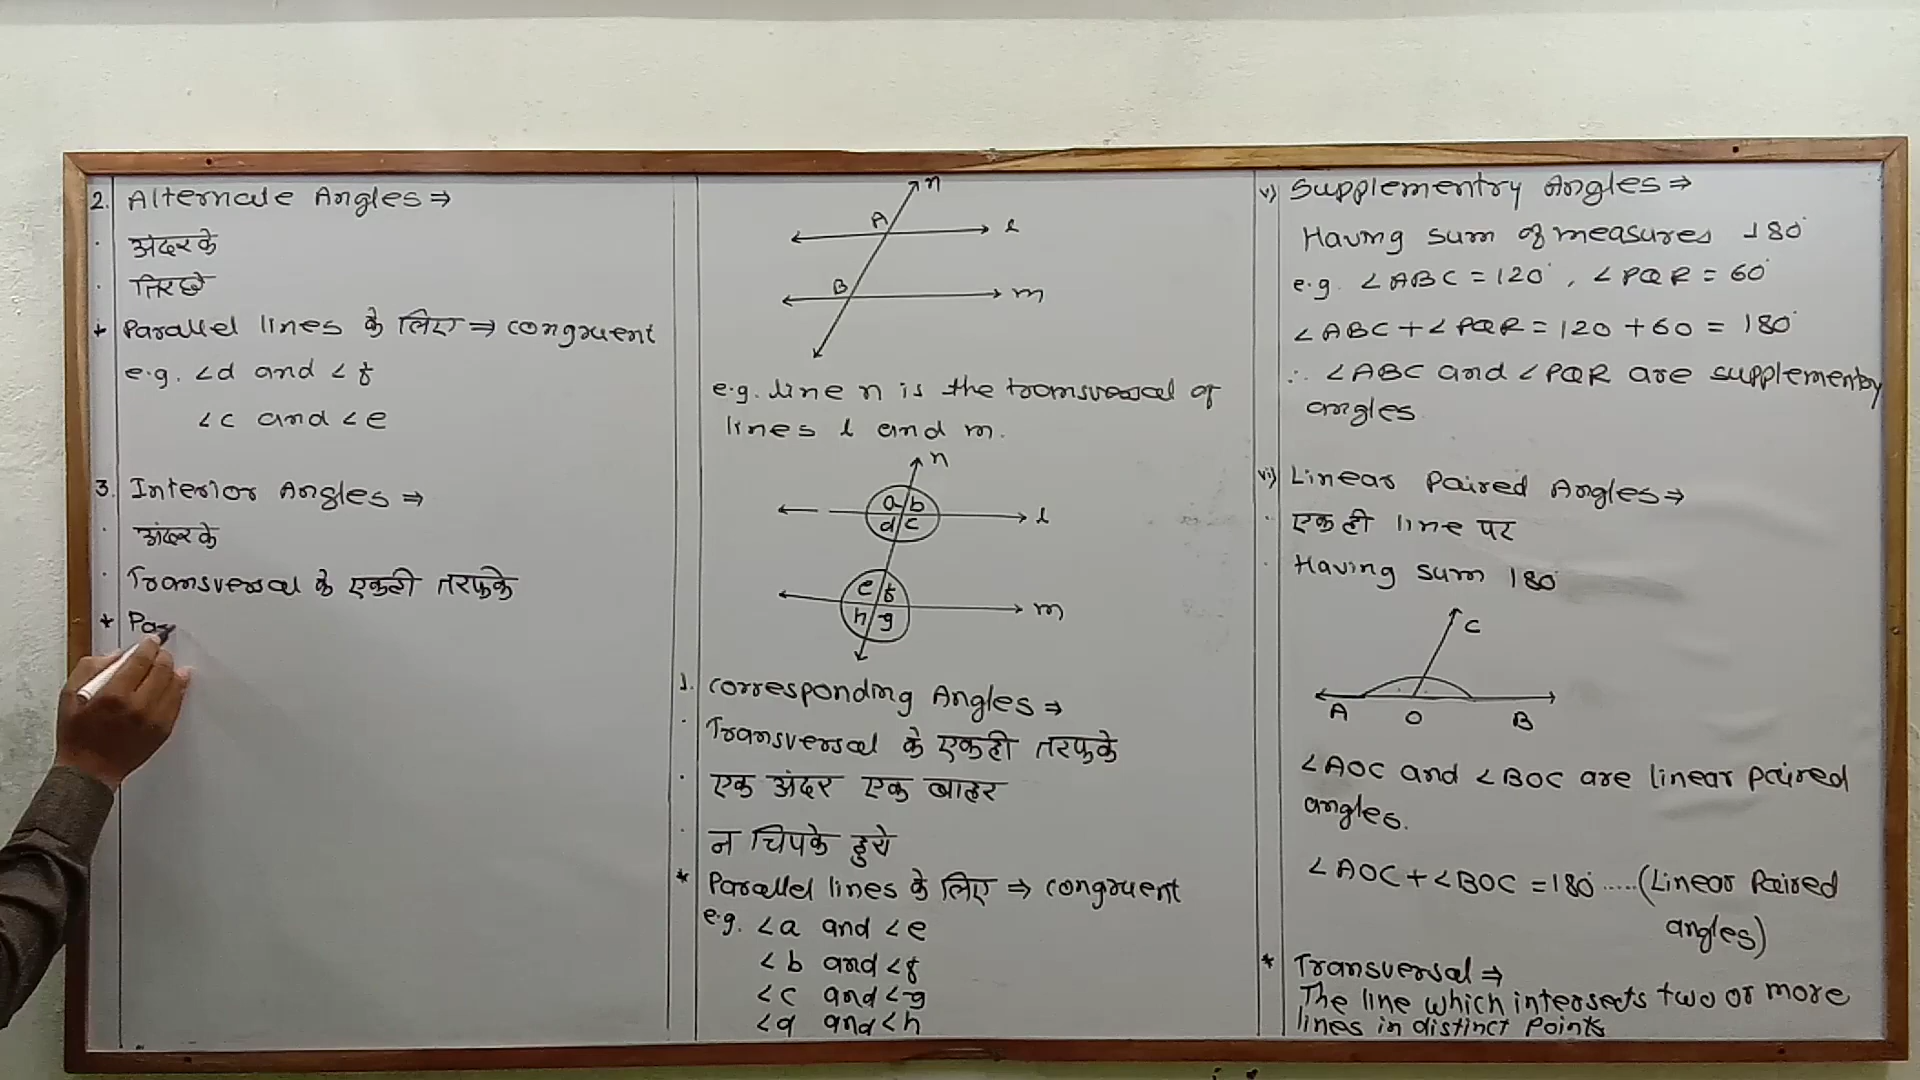 2. Alternate Angles ⇒
· अंदर के
· तिरछे
* Parallel lines के लिए ⇒ congruent
e.g. ∠d and ∠f
∠c and ∠e
3. Interior Angles ⇒
· अंदर के
· Transversal के एकही तरफके
* Par
n
A
l
B
m
e.g. line n is the transversal of
lines l and m.
n
a b
d c
l
e f
h g
m
1. Corresponding Angles ⇒
· Transversal के एकही तरफके
· एक अंदर एक बाहर
· न चिपके हुये
* Parallel lines के लिए ⇒ congruent
e.g. ∠a and ∠e
∠b and ∠f
∠c and ∠g
∠d and ∠h
v) Supplementry Angles ⇒
Having sum of measures 180°
e.g. ∠ABC = 120°, ∠PQR = 60°
∠ABC + ∠PQR = 120 + 60 = 180°
∴ ∠ABC and ∠PQR are supplementry
angles.
vi) Linear Paired Angles ⇒
· एक ही line पर
· Having sum 180°
C
A O B
∠AOC and ∠BOC are linear paired
angles.
∠AOC + ∠BOC = 180°.....(Linear Paired
angles)
* Transversal ⇒
The line which intersects two or more
lines in distinct points